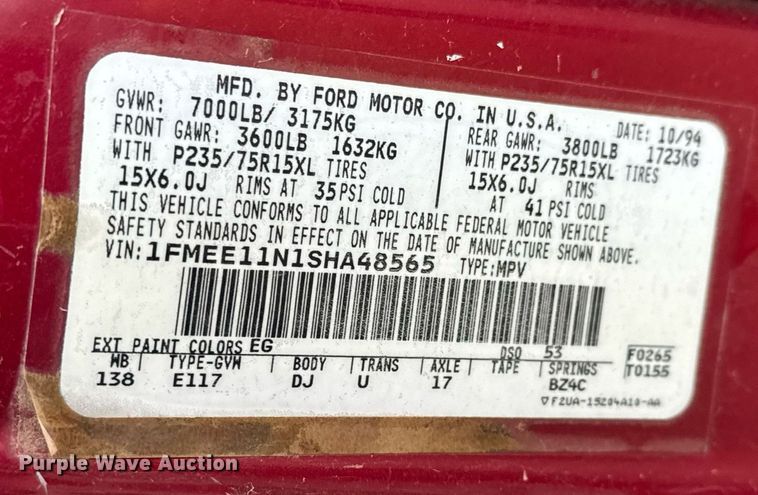 MFD. BY FORD MOTOR CO. IN U.S.A.
GVWR: 7000LB/ 3175KG DATE: 10/94
FRONT GAWR: 3600LB 1632KG REAR GAWR: 3800LB 1723KG
WITH P235/75R15XL TIRES WITH P235/75R15XL TIRES
15X6.0J RIMS AT 35 PSI COLD 15X6.0J RIMS
AT 41 PSI COLD
THIS VEHICLE CONFORMS TO ALL APPLICABLE FEDERAL MOTOR VEHICLE
SAFETY STANDARDS IN EFFECT ON THE DATE OF MANUFACTURE SHOWN ABOVE.
VIN: 1FMEE11N1SHA48565 TYPE: MPV
EXT PAINT COLORS EG DSO 53 F0265
WB TYPE-GVW BODY TRANS AXLE TAPE SPRINGS T0155
138 E117 DJ U 17 BZ4C
▽F2UA-15204A10-AA
Purple Wave Auction